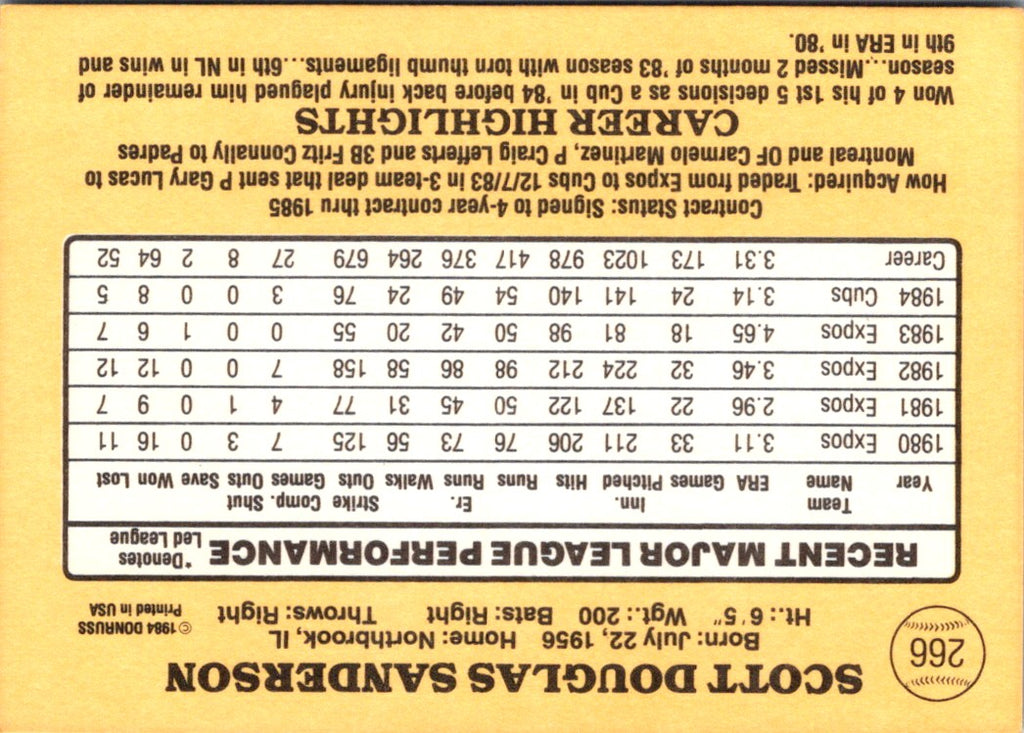 266
SCOTT DOUGLAS SANDERSON
Born: July 22, 1956 Home: Northbrook, IL
Ht.: 6'5" Wgt.: 200 Bats: Right Throws: Right
©1984 DONRUSS
Printed in USA
RECENT MAJOR LEAGUE PERFORMANCE *Denotes Led League
Year Team Name ERA Games Inn. Pitched Hits Runs Er. Runs Walks Strike Outs Comp. Games Shut Outs Save Won Lost
1980 Expos 3.11 33 211 206 76 73 56 125 7 3 0 16 11
1981 Expos 2.96 22 137 122 50 45 31 77 4 1 0 9 7
1982 Expos 3.46 32 224 212 98 86 58 158 7 0 0 12 12
1983 Expos 4.65 18 81 98 50 42 20 55 0 0 1 6 7
1984 Cubs 3.14 24 141 140 54 49 24 76 3 0 0 8 5
Career 3.31 173 1023 978 417 376 264 679 27 8 2 64 52
Contract Status: Signed to 4-year contract thru 1985
How Acquired: Traded from Expos to Cubs 12/7/83 in 3-team deal that sent P Gary Lucas to
Montreal and OF Carmelo Martinez, P Craig Lefferts and 3B Fritz Connally to Padres
CAREER HIGHLIGHTS
Won 4 of his 1st 5 decisions as a Cub in '84 before back injury plagued him remainder of
season...Missed 2 months of '83 season with torn thumb ligaments...6th in NL in wins and
9th in ERA in '80.